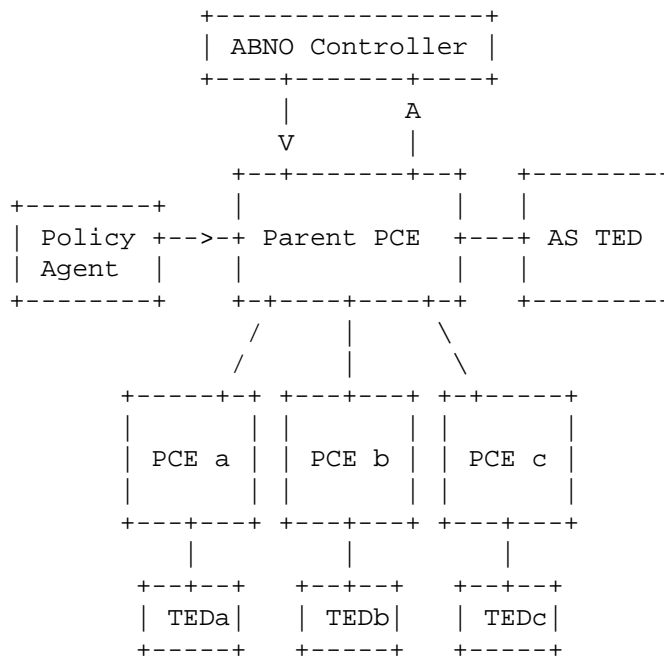 ABNO Controller
A
V
Policy Parent PCE AS TED
Agent
PCE a PCE b PCE c
TEDa TEDb TEDc